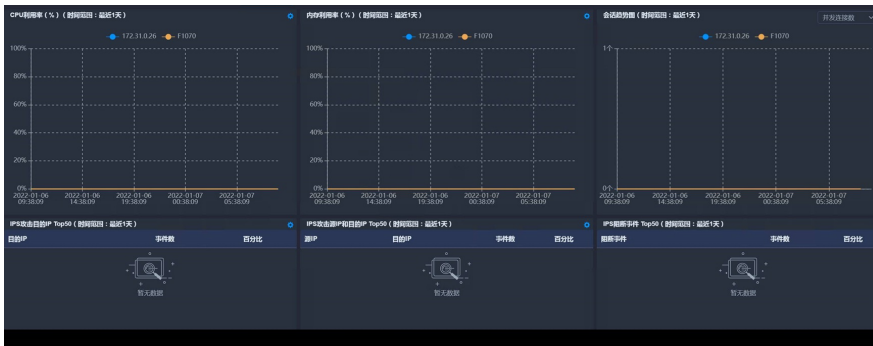 CPU利用率（%）（时间范围：最近1天）
172.31.0.26 F1070
100%
80%
60%
40%
20%
0%
2022-01-06 09:38:09
2022-01-06 14:38:09
2022-01-06 19:38:09
2022-01-07 00:38:09
2022-01-07 05:38:09
内存利用率（%）（时间范围：最近1天）
172.31.0.26 F1070
100%
80%
60%
40%
20%
0%
2022-01-06 09:38:09
2022-01-06 14:38:09
2022-01-06 19:38:09
2022-01-07 00:38:09
2022-01-07 05:38:09
会话趋势图（时间范围：最近1天）
并发连接数
172.31.0.26 F1070
1个
0个
2022-01-06 09:38:09
2022-01-06 14:38:09
2022-01-06 19:38:09
2022-01-07 00:38:09
2022-01-07 05:38:09
IPS攻击目的IP Top50（时间范围：最近1天）
目的IP 事件数 百分比
暂无数据
IPS攻击源IP和目的IP Top50（时间范围：最近1天）
源IP 目的IP 事件数 百分比
暂无数据
IPS阻断事件 Top50（时间范围：最近1天）
阻断事件 事件数 百分比
暂无数据